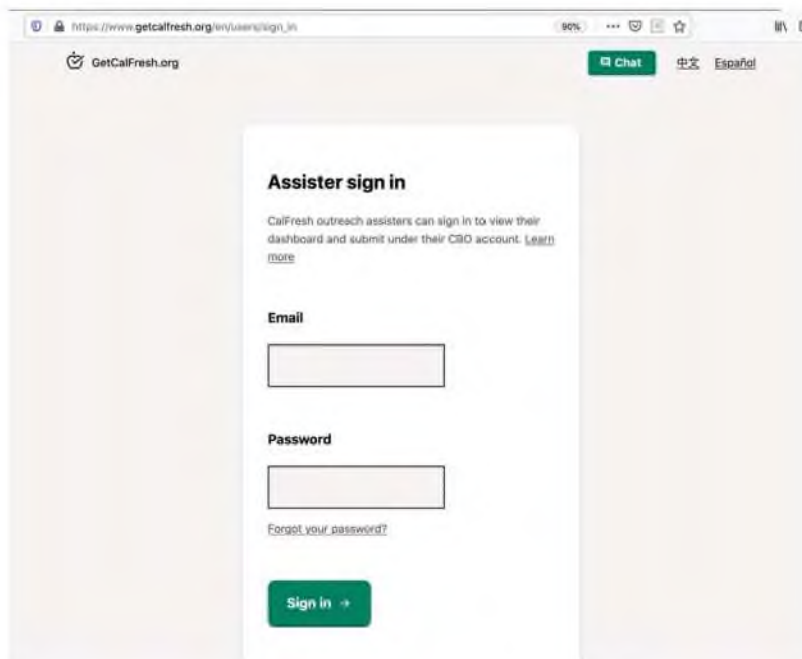 https://www.getcalfresh.org/en/users/sign_in
90%
GetCalFresh.org
Chat
中文
Español
Assister sign in
CalFresh outreach assisters can sign in to view their
dashboard and submit under their CBO account. Learn
more
Email
Password
Forgot your password?
Sign in →